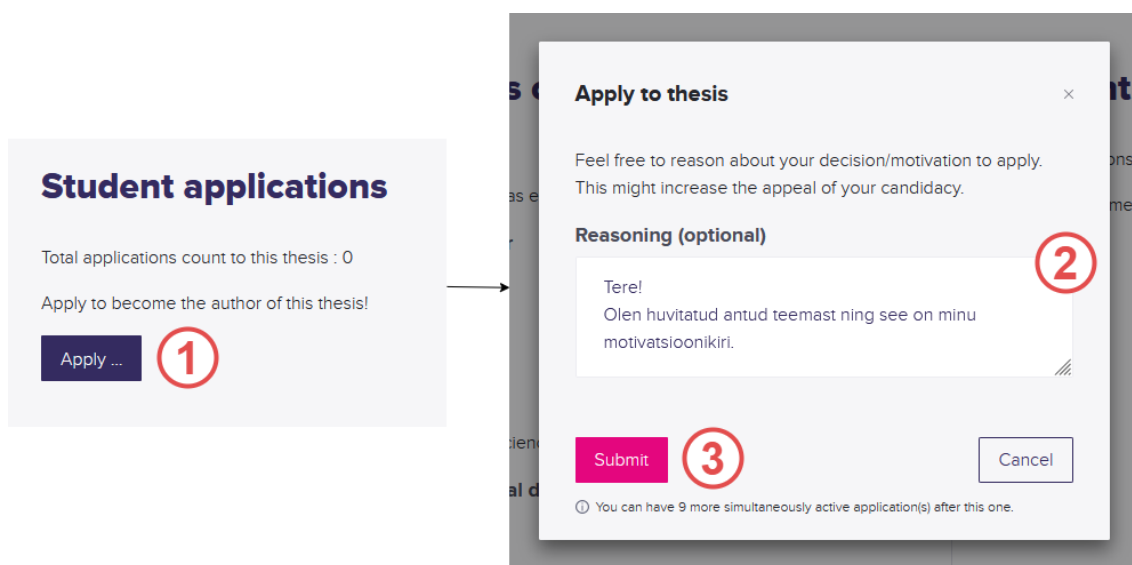 Student applications
Total applications count to this thesis : 0
Apply to become the author of this thesis!
Apply ...
1
Apply to thesis
×
Feel free to reason about your decision/motivation to apply.
This might increase the appeal of your candidacy.
Reasoning (optional)
2
Tere!
Olen huvitatud antud teemast ning see on minu
motivatsioonikiri.
Submit
3
Cancel
You can have 9 more simultaneously active application(s) after this one.